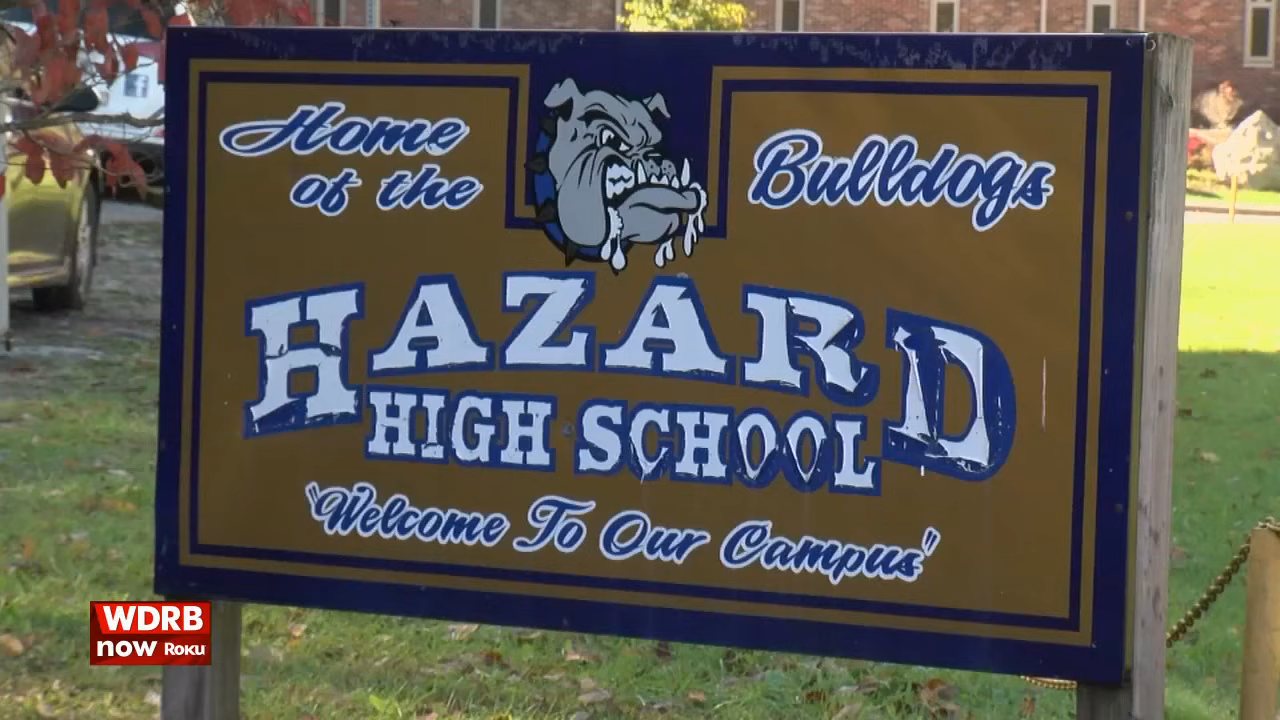 Home
of the
Bulldogs
HAZARD
HIGH SCHOOL
"Welcome To Our Campus"
WDRB
now Roku